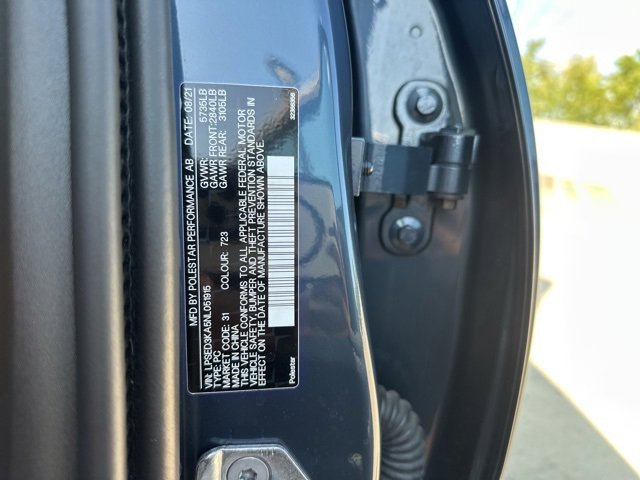 MFD BY POLESTAR PERFORMANCE AB DATE: 08/21
GVWR: 5735LB
GAWR FRONT: 2840LB
GAWR REAR: 3105LB
VIN: LPSED3KA5NL051915
TYPE: PC
MARKET CODE: 31 COLOUR: 723
MADE IN CHINA
THIS VEHICLE CONFORMS TO ALL APPLICABLE FEDERAL MOTOR
VEHICLE SAFETY, BUMPER AND THEFT PREVENTION STANDARDS IN
EFFECT ON THE DATE OF MANUFACTURE SHOWN ABOVE.
Polestar